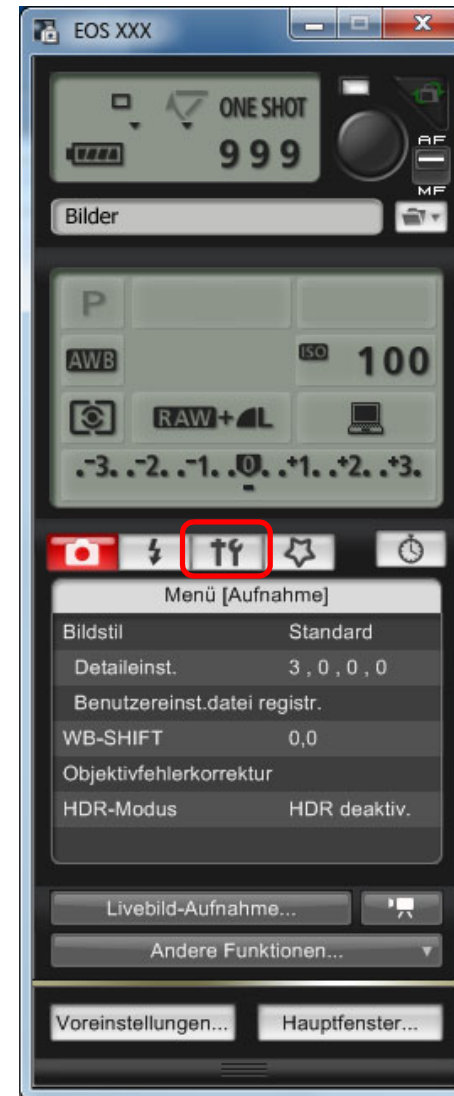 EOS XXX
ONE SHOT
999
AF
MF
Bilder
P
AWB
ISO 100
RAW+L
.-3. .-2. .-1. .0. .+1. .+2. .+3.
Menü [Aufnahme]
Bildstil Standard
Detaileinst. 3,0,0,0
Benutzereinst.datei registr.
WB-SHIFT 0,0
Objektivfehlerkorrektur
HDR-Modus HDR deaktiv.
Livebild-Aufnahme...
Andere Funktionen...
Voreinstellungen... Hauptfenster...